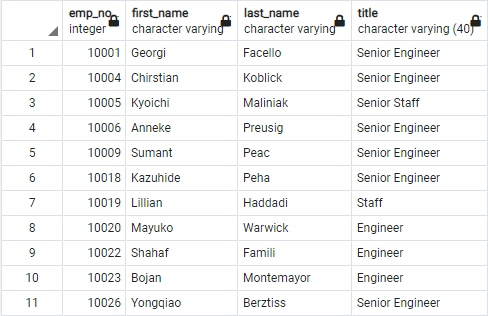 emp_no first_name last_name title
integer character varying character varying character varying (40)
1 10001 Georgi Facello Senior Engineer
2 10004 Chirstian Koblick Senior Engineer
3 10005 Kyoichi Maliniak Senior Staff
4 10006 Anneke Preusig Senior Engineer
5 10009 Sumant Peac Senior Engineer
6 10018 Kazuhide Peha Senior Engineer
7 10019 Lillian Haddadi Staff
8 10020 Mayuko Warwick Engineer
9 10022 Shahaf Famili Engineer
10 10023 Bojan Montemayor Engineer
11 10026 Yongqiao Berztiss Senior Engineer